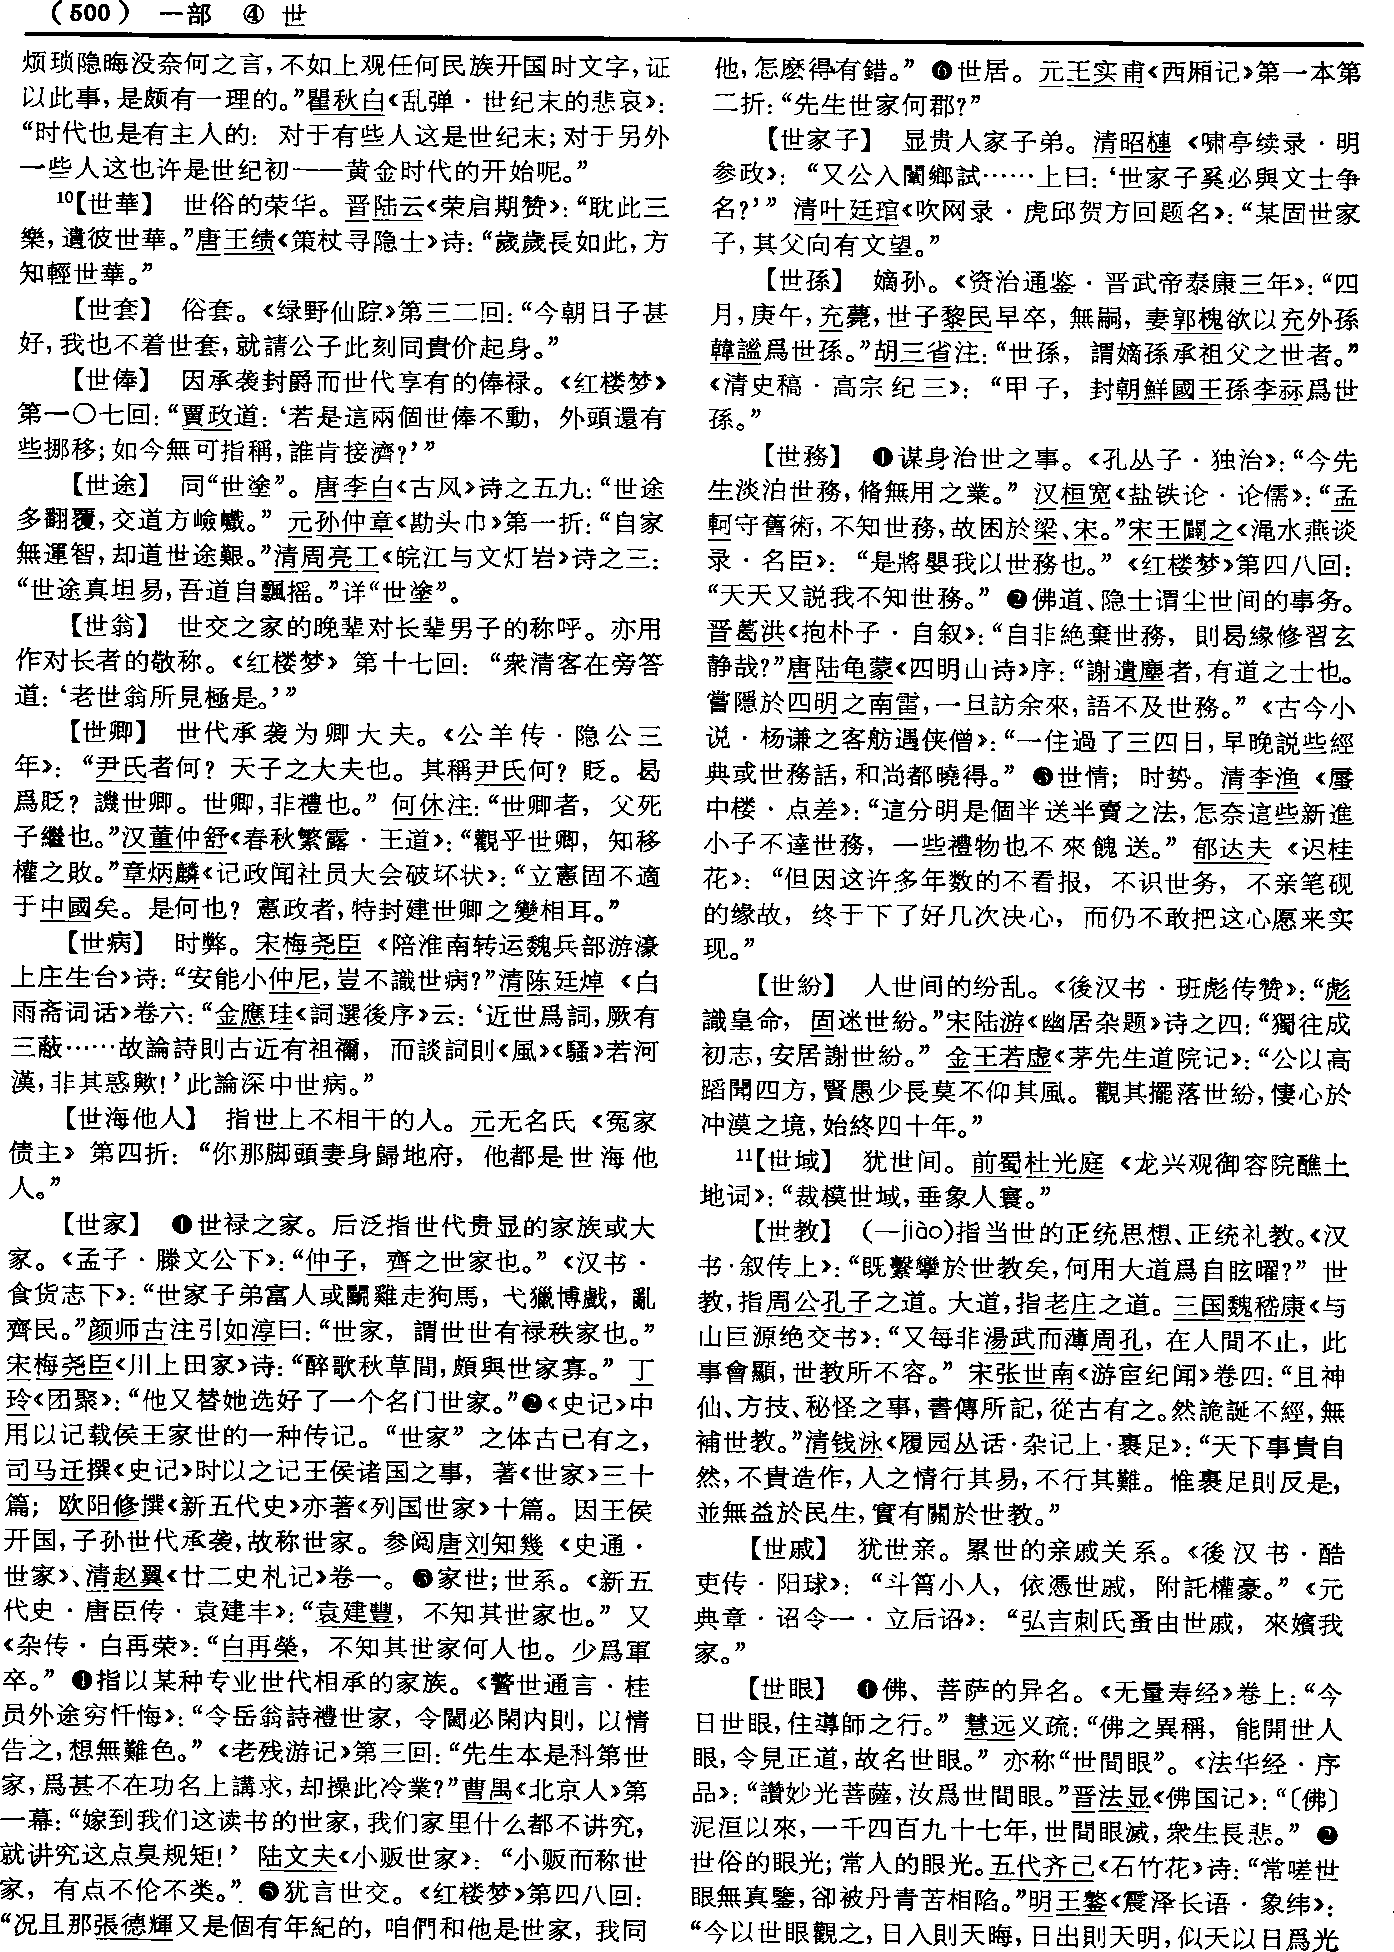 （500） 一部 ④ 世
烦琐隐晦没奈何之言，不如上观任何民族开国时文字，证
以此事，是颇有一理的。”瞿秋白《乱弹·世纪末的悲哀》：
“时代也是有主人的：对于有些人这是世纪末；对于另外
一些人这也许是世纪初——黄金时代的开始呢。”
10【世華】 世俗的荣华。晋陆云《荣启期赞》：“耽此三
樂，遺彼世華。”唐王绩《策杖寻隐士》诗：“歲歲長如此，方
知輕世華。”
【世套】 俗套。《绿野仙踪》第三二回：“今朝日子甚
好，我也不着世套，就請公子此刻同貴价起身。”
【世俸】 因承袭封爵而世代享有的俸禄。《红楼梦》
第一〇七回：“賈政道：‘若是這兩個世俸不動，外頭還有
些挪移；如今無可指稱，誰肯接濟？’”
【世途】 同“世塗”。唐李白《古风》诗之五九：“世途
多翻覆，交道方嶮巇。”元孙仲章《勘头巾》第一折：“自家
無運智，却道世途艱。”清周亮工《皖江与文灯岩》诗之三：
“世途真坦易，吾道自飄摇。”详“世塗”。
【世翁】 世交之家的晚辈对长辈男子的称呼。亦用
作对长者的敬称。《红楼梦》第十七回：“衆清客在旁答
道：‘老世翁所見極是。’”
【世卿】 世代承袭为卿大夫。《公羊传·隐公三
年》：“尹氏者何？天子之大夫也。其稱尹氏何？貶。曷
爲貶？譏世卿。世卿，非禮也。”何休注：“世卿者，父死
子繼也。”汉董仲舒《春秋繁露·王道》：“觀乎世卿，知移
權之敗。”章炳麟《记政闻社员大会破坏状》：“立憲固不適
于中國矣。是何也？憲政者，特封建世卿之變相耳。”
【世病】 时弊。宋梅尧臣《陪淮南转运魏兵部游濠
上庄生台》诗：“安能小仲尼，豈不識世病？”清陈廷焯《白
雨斋词话》卷六：“金應珪《詞選後序》云：‘近世爲詞，厥有
三蔽……故論詩則古近有祖禰，而談詞則《風》《騷》若河
漢，非其惑歟！’此論深中世病。”
【世海他人】 指世上不相干的人。元无名氏《冤家
债主》第四折：“你那脚頭妻身歸地府，他都是世海他
人。”
【世家】 ❶世禄之家。后泛指世代贵显的家族或大
家。《孟子·滕文公下》：“仲子，齊之世家也。”《汉书·
食货志下》：“世家子弟富人或鬭雞走狗馬，弋獵博戲，亂
齊民。”颜师古注引如淳曰：“世家，謂世世有禄秩家也。”
宋梅尧臣《川上田家》诗：“醉歌秋草間，頗與世家寡。”丁
玲《团聚》：“他又替她选好了一个名门世家。”❷《史记》中
用以记载侯王家世的一种传记。“世家”之体古已有之，
司马迁撰《史记》时以之记王侯诸国之事，著《世家》三十
篇；欧阳修撰《新五代史》亦著《列国世家》十篇。因王侯
开国，子孙世代承袭，故称世家。参阅唐刘知幾《史通·
世家》、清赵翼《廿二史札记》卷一。❸家世；世系。《新五
代史·唐臣传·袁建丰》：“袁建豐，不知其世家也。”又
《杂传·白再荣》：“白再榮，不知其世家何人也。少爲軍
卒。”❹指以某种专业世代相承的家族。《警世通言·桂
员外途穷忏悔》：“令岳翁詩禮世家，令閫必閑内則，以情
告之，想無難色。”《老残游记》第三回：“先生本是科第世
家，爲甚不在功名上講求，却操此冷業？”曹禺《北京人》第
一幕：“嫁到我们这读书的世家，我们家里什么都不讲究，
就讲究这点臭规矩！’陆文夫《小贩世家》：“小贩而称世
家，有点不伦不类。”❺犹言世交。《红楼梦》第四八回：
“况且那張德輝又是個有年紀的，咱們和他是世家，我同
他，怎麽得有錯。”❻世居。元王实甫《西厢记》第一本第
二折：“先生世家何郡？”
【世家子】 显贵人家子弟。清昭槤《啸亭续录·明
参政》：“又公入闈鄉試……上曰：‘世家子奚必與文士争
名？’”清叶廷琯《吹网录·虎邱贺方回题名》：“某固世家
子，其父向有文望。”
【世孫】 嫡孙。《资治通鉴·晋武帝泰康三年》：“四
月，庚午，充薨，世子黎民早卒，無嗣，妻郭槐欲以充外孫
韓謐爲世孫。”胡三省注：“世孫，謂嫡孫承祖父之世者。”
《清史稿·高宗纪三》：“甲子，封朝鮮國王孫李祘爲世
孫。”
【世務】 ❶谋身治世之事。《孔丛子·独治》：“今先
生淡泊世務，脩無用之業。”汉桓宽《盐铁论·论儒》：“孟
軻守舊術，不知世務，故困於梁、宋。”宋王闢之《渑水燕谈
录·名臣》：“是將嬰我以世務也。”《红楼梦》第四八回：
“天天又説我不知世務。”❷佛道、隐士谓尘世间的事务。
晋葛洪《抱朴子·自叙》：“自非絶棄世務，則曷緣修習玄
静哉？”唐陆龟蒙《四明山诗》序：“謝遺塵者，有道之士也。
嘗隱於四明之南雷，一旦訪余來，語不及世務。”《古今小
说·杨谦之客舫遇侠僧》：“一住過了三四日，早晚説些經
典或世務話，和尚都曉得。”❸世情；时势。清李渔《蜃
中楼·点差》：“這分明是個半送半賣之法，怎奈這些新進
小子不達世務，一些禮物也不來餽送。”郁达夫《迟桂
花》：“但因这许多年数的不看报，不识世务，不亲笔砚
的缘故，终于下了好几次决心，而仍不敢把这心愿来实
现。”
【世紛】 人世间的纷乱。《後汉书·班彪传赞》：“彪
識皇命，固迷世紛。”宋陆游《幽居杂题》诗之四：“獨往成
初志，安居謝世紛。”金王若虚《茅先生道院记》：“公以高
蹈聞四方，賢愚少長莫不仰其風。觀其擺落世紛，悽心於
冲漠之境，始終四十年。”
11【世域】 犹世间。前蜀杜光庭《龙兴观御容院醮土
地词》：“裁模世域，垂象人寰。”
【世教】 （—jiào）指当世的正统思想、正统礼教。《汉
书·叙传上》：“既繫攣於世教矣，何用大道爲自眩曜？”世
教，指周公孔子之道。大道，指老庄之道。三国魏嵇康《与
山巨源绝交书》：“又每非湯武而薄周孔，在人間不止，此
事會顯，世教所不容。”宋张世南《游宦纪闻》卷四：“且神
仙、方技、秘怪之事，書傳所記，從古有之。然詭誕不經，無
補世教。”清钱泳《履园丛话·杂记上·裹足》：“天下事貴自
然，不貴造作，人之情行其易，不行其難。惟裹足則反是，
並無益於民生，實有關於世教。”
【世戚】 犹世亲。累世的亲戚关系。《後汉书·酷
吏传·阳球》：“斗筲小人，依憑世戚，附託權豪。”《元
典章·诏令一·立后诏》：“弘吉剌氏蚤由世戚，來嬪我
家。”
【世眼】 ❶佛、菩萨的异名。《无量寿经》卷上：“今
日世眼，住導師之行。”慧远义疏：“佛之異稱，能開世人
眼，令見正道，故名世眼。”亦称“世間眼”。《法华经·序
品》：“讚妙光菩薩，汝爲世間眼。”晋法显《佛国记》：“〔佛〕
泥洹以來，一千四百九十七年，世間眼滅，衆生長悲。”❷
世俗的眼光；常人的眼光。五代齐己《石竹花》诗：“常嗟世
眼無真鑒，卻被丹青苦相陷。”明王鏊《震泽长语·象纬》：
“今以世眼觀之，日入則天晦，日出則天明，似天以日爲光